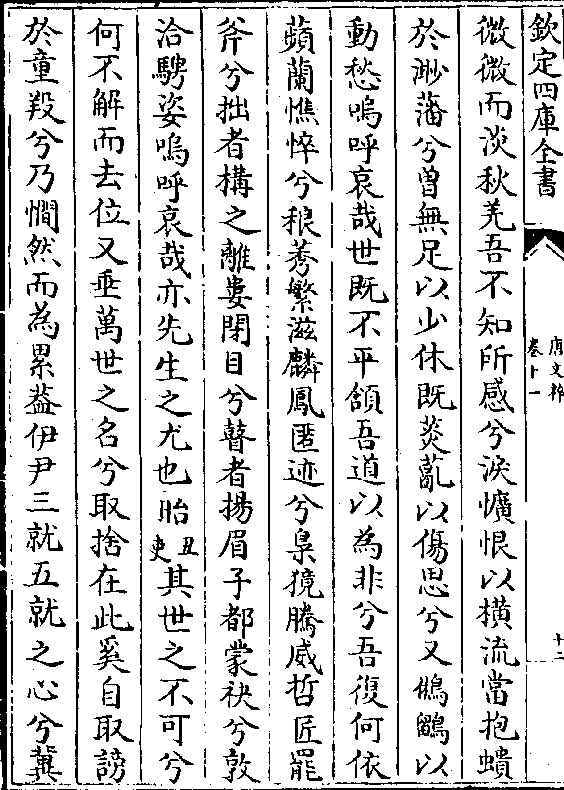 欽定四庫全書
唐文粹
卷十一
十二
微微而淡秋羌吾不知所感兮淚懭悢以横流當抱蟦
於渺藩兮曽無足以少休既菼薍以傷思兮又鵂鶹以
動愁嗚呼哀哉世既不平頷吾道以為非兮吾復何依
蘋蘭憔悴兮稂莠繁滋麟鳳匿迹兮梟獍騰威哲匠罷
斧兮拙者構之離婁閉目兮瞽者揚眉子都蒙袂兮敦
洽騁姿嗚呼哀哉亦先生之尤也眙丑吏其世之不可兮
何不解而去位又垂萬世之名兮取捨在此奚自取謗
於童羖兮乃㦖然而為累葢伊尹三就五就之心兮冀